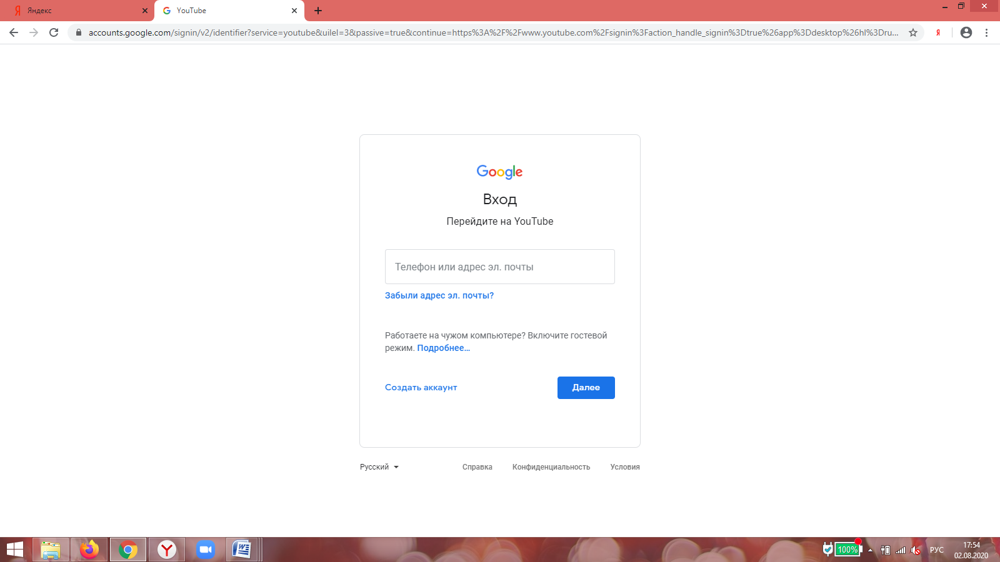 Яндекс
YouTube
accounts.google.com/signin/v2/identifier?service=youtube&uilel=3&passive=true&continue=https%3A%2F%2Fwww.youtube.com%2Fsignin%3Faction_handle_signin%3Dtrue%26app%3Ddesktop%26hl%3Dru...
Google
Вход
Перейдите на YouTube
Телефон или адрес эл. почты
Забыли адрес эл. почты?
Работаете на чужом компьютере? Включите гостевой
режим. Подробнее...
Создать аккаунт
Далее
Русский
Справка
Конфиденциальность
Условия
100%
РУС
17:54
02.08.2020